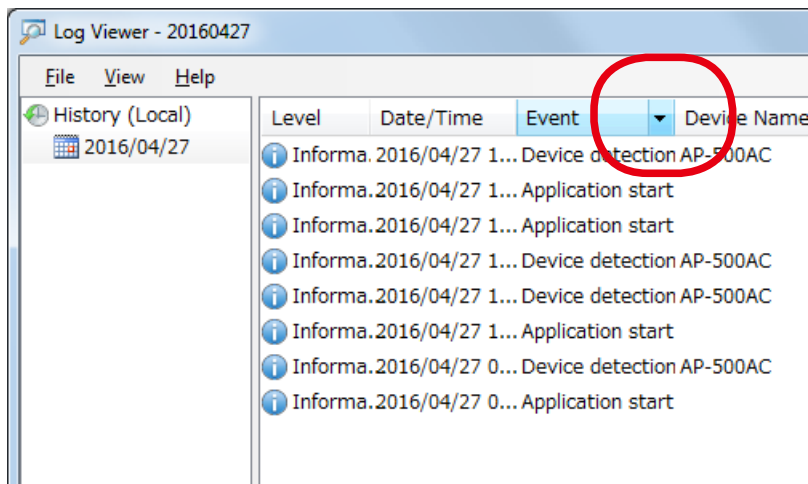 Log Viewer - 20160427
File View Help
History (Local)
2016/04/27
Level Date/Time Event Device Name
Informa. 2016/04/27 1... Device detection AP-500AC
Informa..2016/04/27 1... Application start
Informa..2016/04/27 1... Application start
Informa..2016/04/27 1... Device detection AP-500AC
Informa..2016/04/27 1... Device detection AP-500AC
Informa..2016/04/27 1... Application start
Informa..2016/04/27 0... Device detection AP-500AC
Informa..2016/04/27 0... Application start